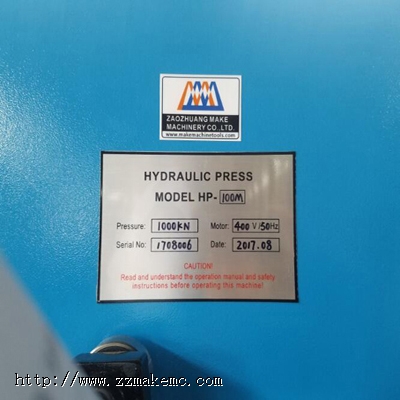 ZAOZHUANG MAKE
MACHINERY CO.,LTD.
www.makemachinetools.com
HYDRAULIC PRESS
MODEL HP-100M
Pressure: 1000KN Motor: 400 V/50Hz
Serial No: 1708006 Date: 2017.08
CAUTION!
Read and understand the operation manual and safety
instructions before operating this machine!
http://www.zzmakemc.com